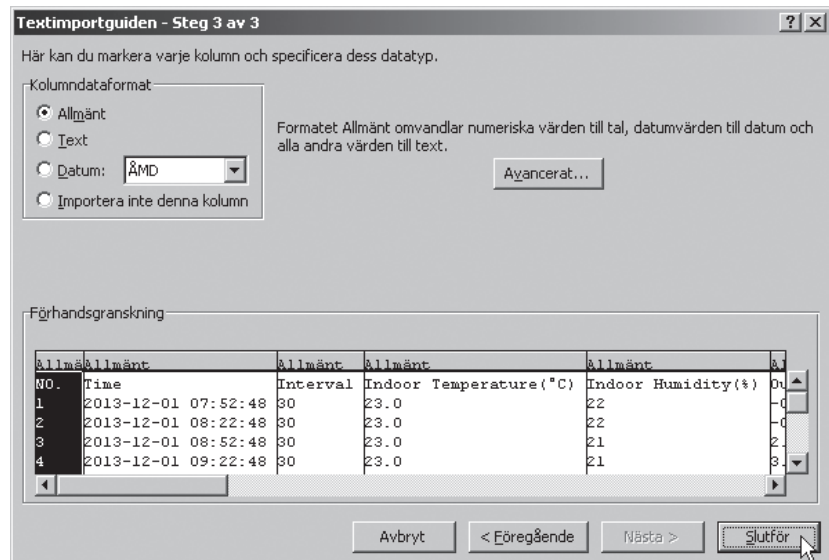 Textimportguiden - Steg 3 av 3
Här kan du markera varje kolumn och specificera dess datatyp.
Kolumndataformat
Allmänt
Text
Datum: ÅMD
Importera inte denna kolumn
Formatet Allmänt omvandlar numeriska värden till tal, datumvärden till datum och
alla andra värden till text.
Avancerat...
Förhandsgranskning
Allmä Allmänt Allmänt Allmänt Allmänt
NO. Time Interval Indoor Temperature(°C) Indoor Humidity(%)
1 2013-12-01 07:52:48 30 23.0 22
2 2013-12-01 08:22:48 30 23.0 22
3 2013-12-01 08:52:48 30 23.0 21 2.
4 2013-12-01 09:22:48 30 23.0 21 3.
Avbryt < Föregående Nästa > Slutför